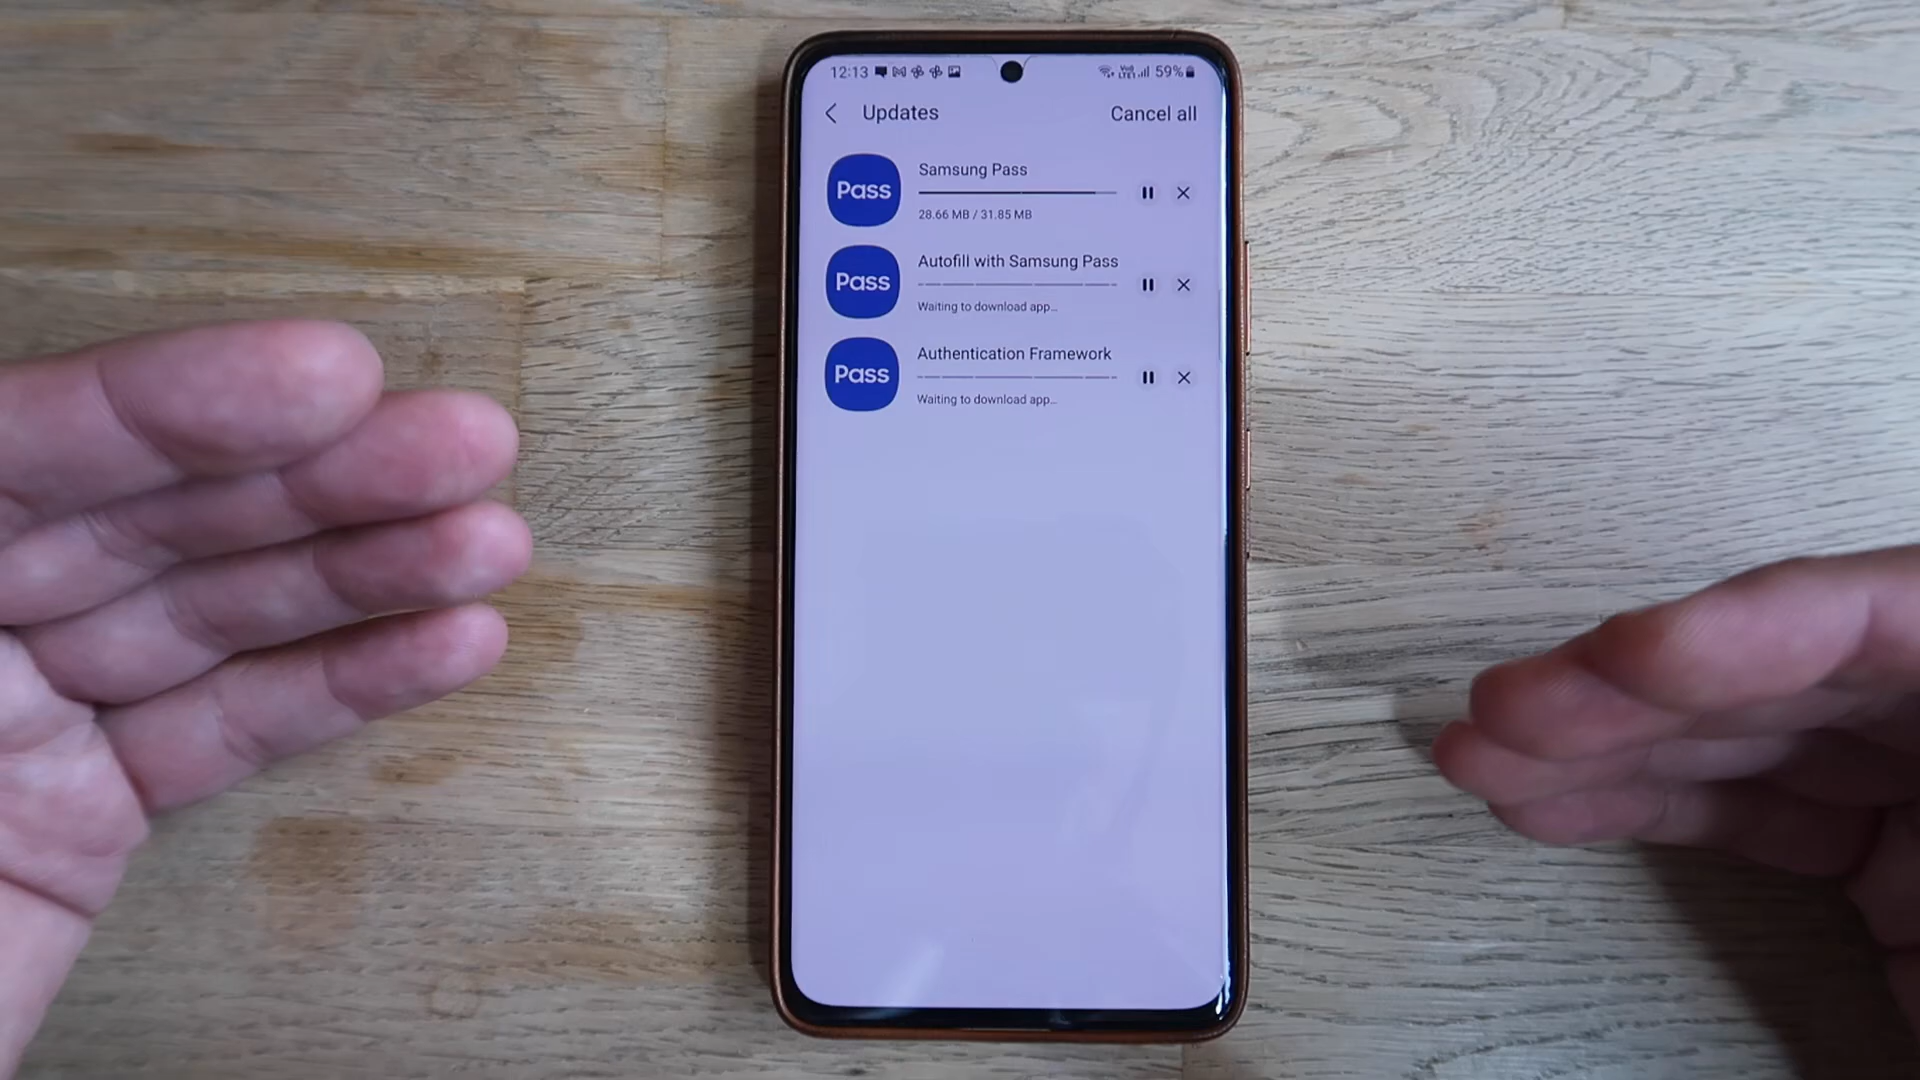 12:13
59%
Updates
Cancel all
Pass
Samsung Pass
28.66 MB / 31.85 MB
Pass
Autofill with Samsung Pass
Waiting to download app...
Pass
Authentication Framework
Waiting to download app...